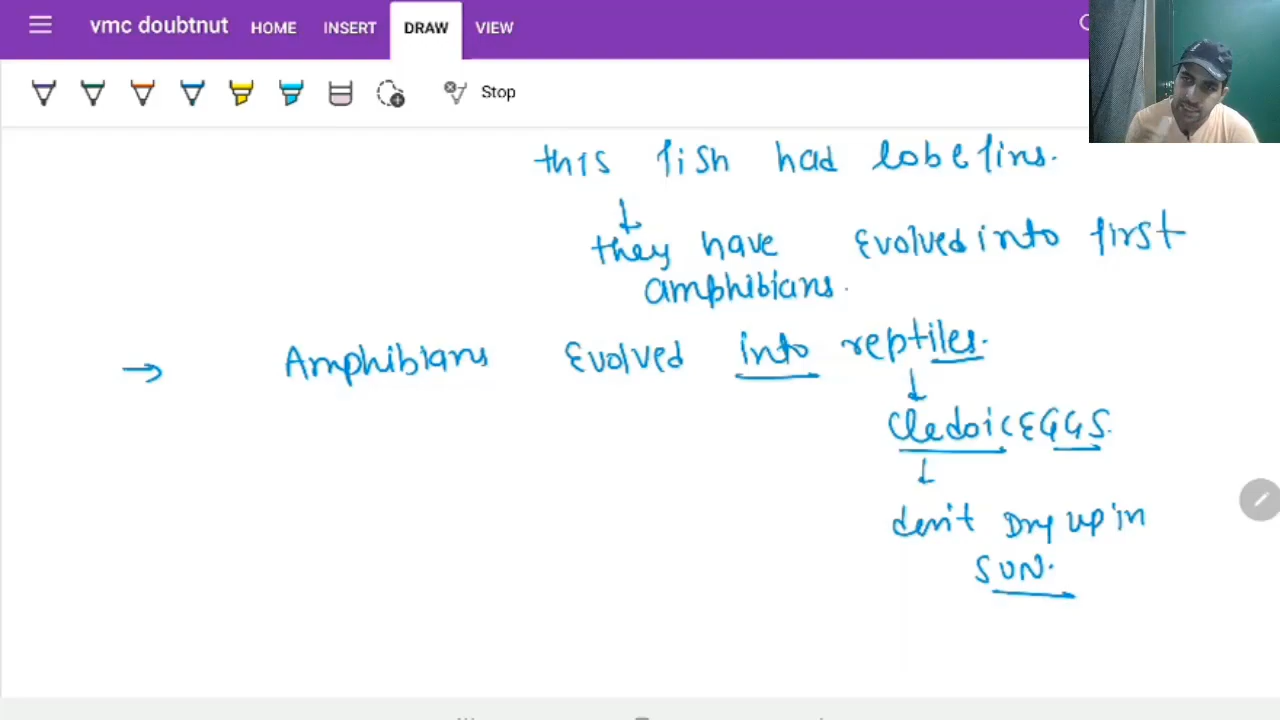 vmc doubtnut HOME INSERT DRAW VIEW
Stop
this fish had lobefins.
they have Evolved into first
amphibians.
→ Amphibians Evolved into reptiles.
CledoicEGGS.
don't Dry up in
SUN.